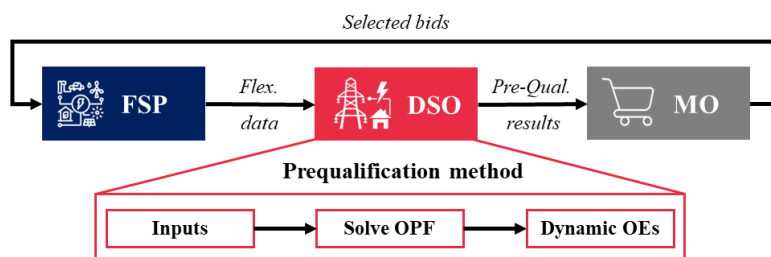 Selected bids
FSP
Flex.
data
DSO
Pre-Qual.
results
MO
Prequalification method
Inputs
Solve OPF
Dynamic OEs